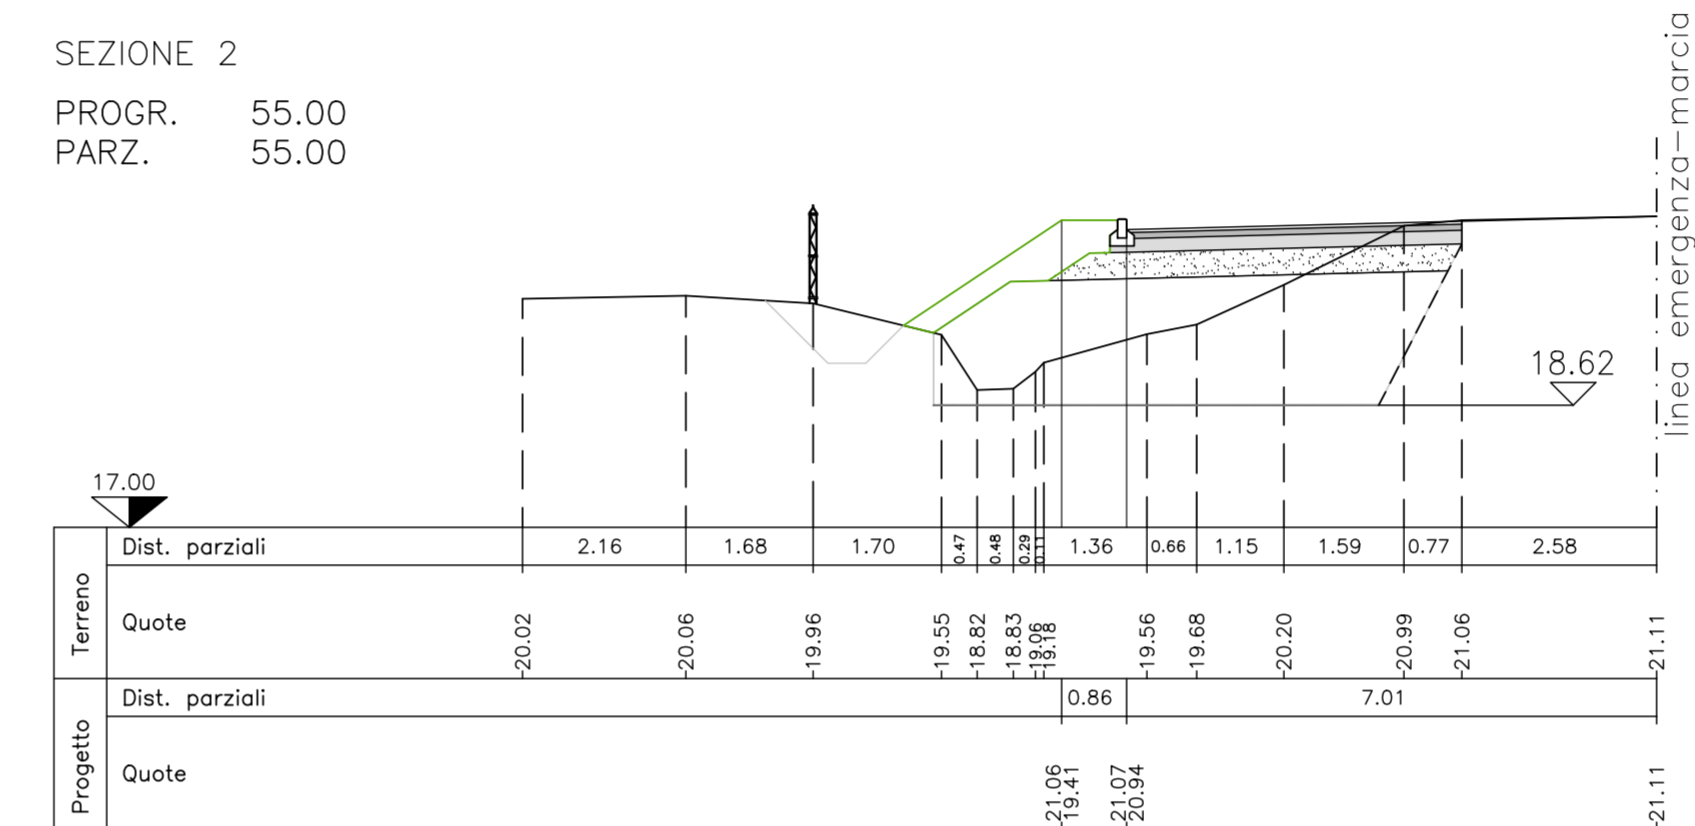 SEZIONE 2
PROGR. 55.00
PARZ. 55.00
linea emergenza-marcia
18.62
17.00
Terreno
Dist. parziali 2.16 1.68 1.70 0.47 0.48 0.29 0.11 1.36 0.66 1.15 1.59 0.77 2.58
Quote 20.02 20.06 19.96 19.55 18.82 18.83 19.06 19.18 19.56 19.68 20.20 20.99 21.06 21.11
Progetto
Dist. parziali 0.86 7.01
Quote 21.06 19.41 21.07 20.94 21.11